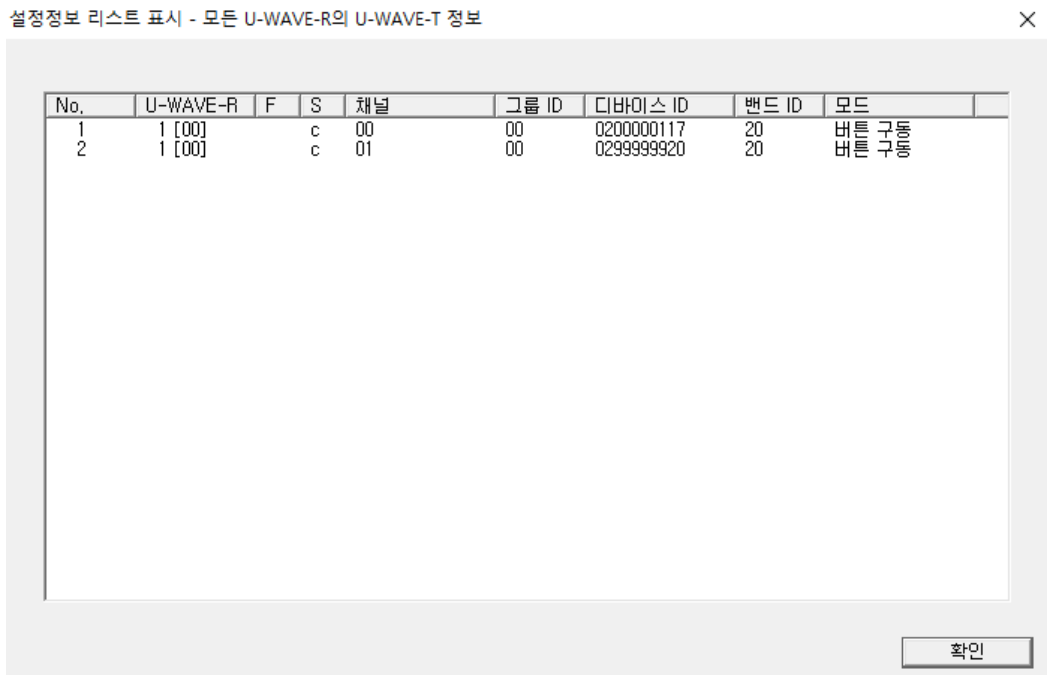 설정정보 리스트 표시 - 모든 U-WAVE-R의 U-WAVE-T 정보
No. U-WAVE-R F S 채널 그룹 ID 디바이스 ID 밴드 ID 모드
1 1 [00] c 00 00 0200000117 20 버튼 구동
2 1 [00] c 01 00 0299999920 20 버튼 구동
확인